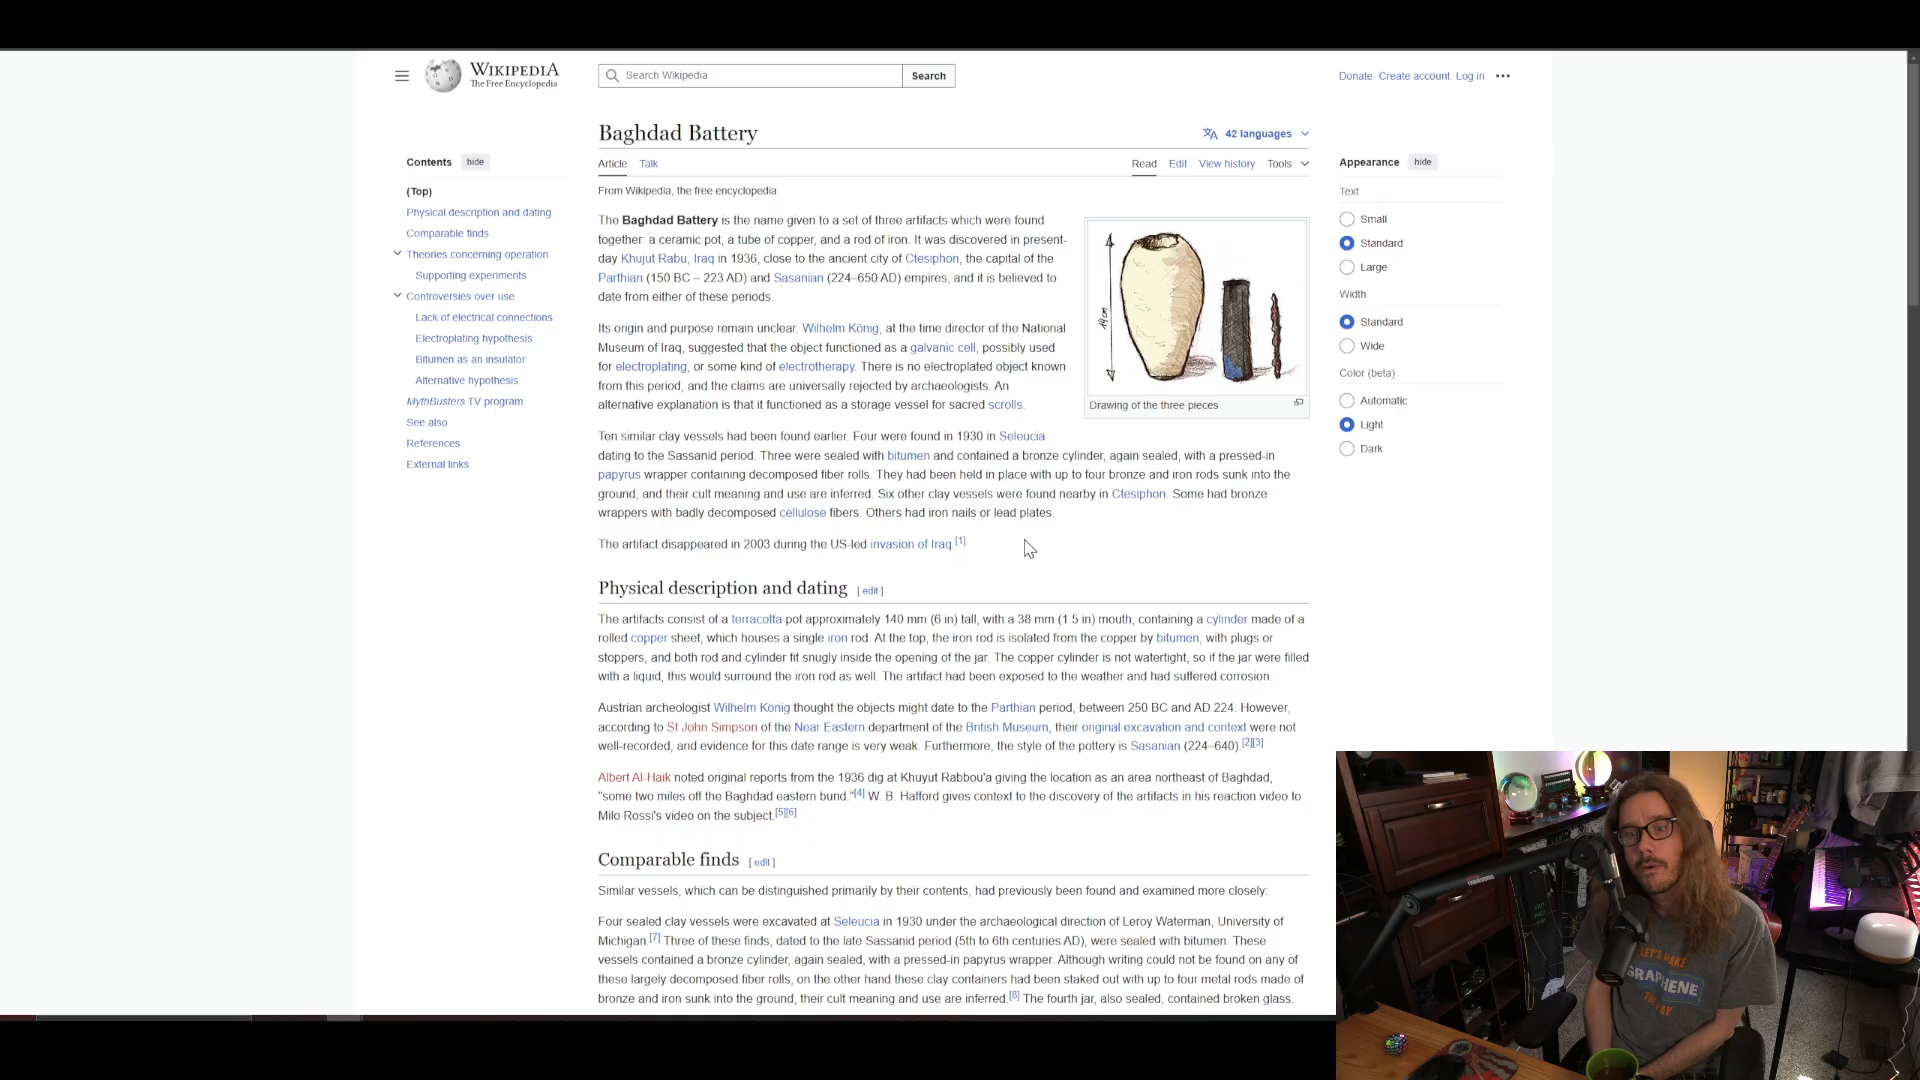 WIKIPEDIA
The Free Encyclopedia
Search Wikipedia
Search
Donate Create account Log in
Baghdad Battery
42 languages
Article Talk
Read Edit View history Tools
From Wikipedia, the free encyclopedia
Contents hide
(Top)
Physical description and dating
Comparable finds
Theories concerning operation
Supporting experiments
Controversies over use
Lack of electrical connections
Electroplating hypothesis
Bitumen as an insulator
Alternative hypothesis
MythBusters TV program
See also
References
External links
The Baghdad Battery is the name given to a set of three artifacts which were found
together: a ceramic pot, a tube of copper, and a rod of iron. It was discovered in present-
day Khujut Rabu, Iraq in 1936, close to the ancient city of Ctesiphon, the capital of the
Parthian (150 BC – 223 AD) and Sasanian (224–650 AD) empires, and it is believed to
date from either of these periods.
Its origin and purpose remain unclear. Wilhelm König, at the time director of the National
Museum of Iraq, suggested that the object functioned as a galvanic cell, possibly used
for electroplating, or some kind of electrotherapy. There is no electroplated object known
from this period, and the claims are universally rejected by archaeologists. An
alternative explanation is that it functioned as a storage vessel for sacred scrolls.
14 cm
Drawing of the three pieces
Ten similar clay vessels had been found earlier. Four were found in 1930 in Seleucia
dating to the Sassanid period. Three were sealed with bitumen and contained a bronze cylinder, again sealed, with a pressed-in
papyrus wrapper containing decomposed fiber rolls. They had been held in place with up to four bronze and iron rods sunk into the
ground, and their cult meaning and use are inferred. Six other clay vessels were found nearby in Ctesiphon. Some had bronze
wrappers with badly decomposed cellulose fibers. Others had iron nails or lead plates.
The artifact disappeared in 2003 during the US-led invasion of Iraq.[1]
Physical description and dating [ edit ]
The artifacts consist of a terracotta pot approximately 140 mm (6 in) tall, with a 38 mm (1 5 in) mouth, containing a cylinder made of a
rolled copper sheet, which houses a single iron rod. At the top, the iron rod is isolated from the copper by bitumen, with plugs or
stoppers, and both rod and cylinder fit snugly inside the opening of the jar. The copper cylinder is not watertight, so if the jar were filled
with a liquid, this would surround the iron rod as well. The artifact had been exposed to the weather and had suffered corrosion.
Austrian archeologist Wilhelm König thought the objects might date to the Parthian period, between 250 BC and AD 224. However,
according to St John Simpson of the Near Eastern department of the British Museum, their original excavation and context were not
well-recorded, and evidence for this date range is very weak. Furthermore, the style of the pottery is Sasanian (224–640).[2][3]
Albert Al-Haik noted original reports from the 1936 dig at Khuyut Rabbou'a giving the location as an area northeast of Baghdad,
"some two miles off the Baghdad eastern bund."[4] W. B. Hafford gives context to the discovery of the artifacts in his reaction video to
Milo Rossi's video on the subject.[5][6]
Comparable finds [ edit ]
Similar vessels, which can be distinguished primarily by their contents, had previously been found and examined more closely:
Four sealed clay vessels were excavated at Seleucia in 1930 under the archaeological direction of Leroy Waterman, University of
Michigan.[7] Three of these finds, dated to the late Sassanid period (5th to 6th centuries AD), were sealed with bitumen. These
vessels contained a bronze cylinder, again sealed, with a pressed-in papyrus wrapper. Although writing could not be found on any of
these largely decomposed fiber rolls, on the other hand these clay containers had been staked out with up to four metal rods made of
bronze and iron sunk into the ground, their cult meaning and use are inferred.[8] The fourth jar, also sealed, contained broken glass.
Appearance hide
Text
Small
Standard
Large
Width
Standard
Wide
Color (beta)
Automatic
Light
Dark
LET'S MAKE
GRAPHENE